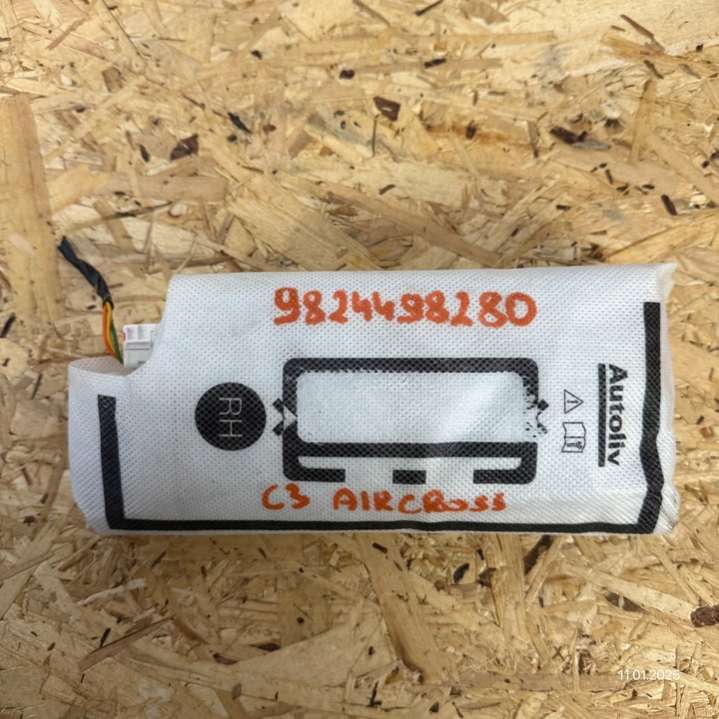 9824498280
RH
Autoliv
C3 AIRCROSS
11.01.2025